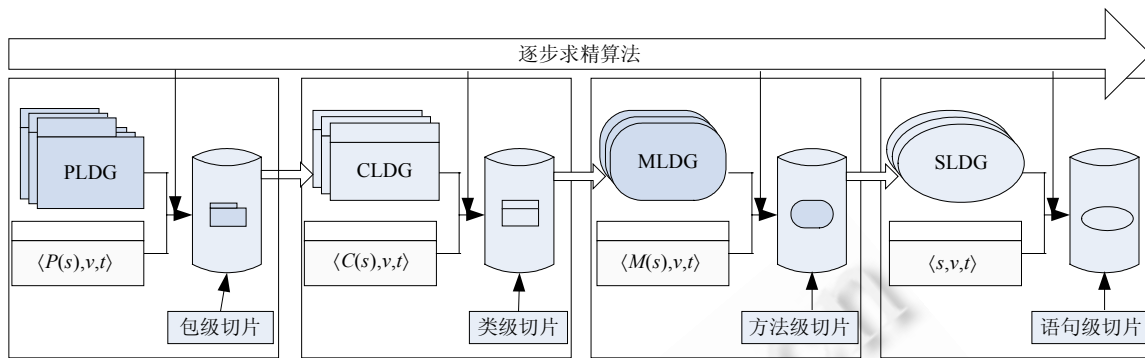 逐步求精算法
PLDG
CLDG
MLDG
SLDG
⟨P(s),v,t⟩
⟨C(s),v,t⟩
⟨M(s),v,t⟩
⟨s,v,t⟩
包级切片
类级切片
方法级切片
语句级切片